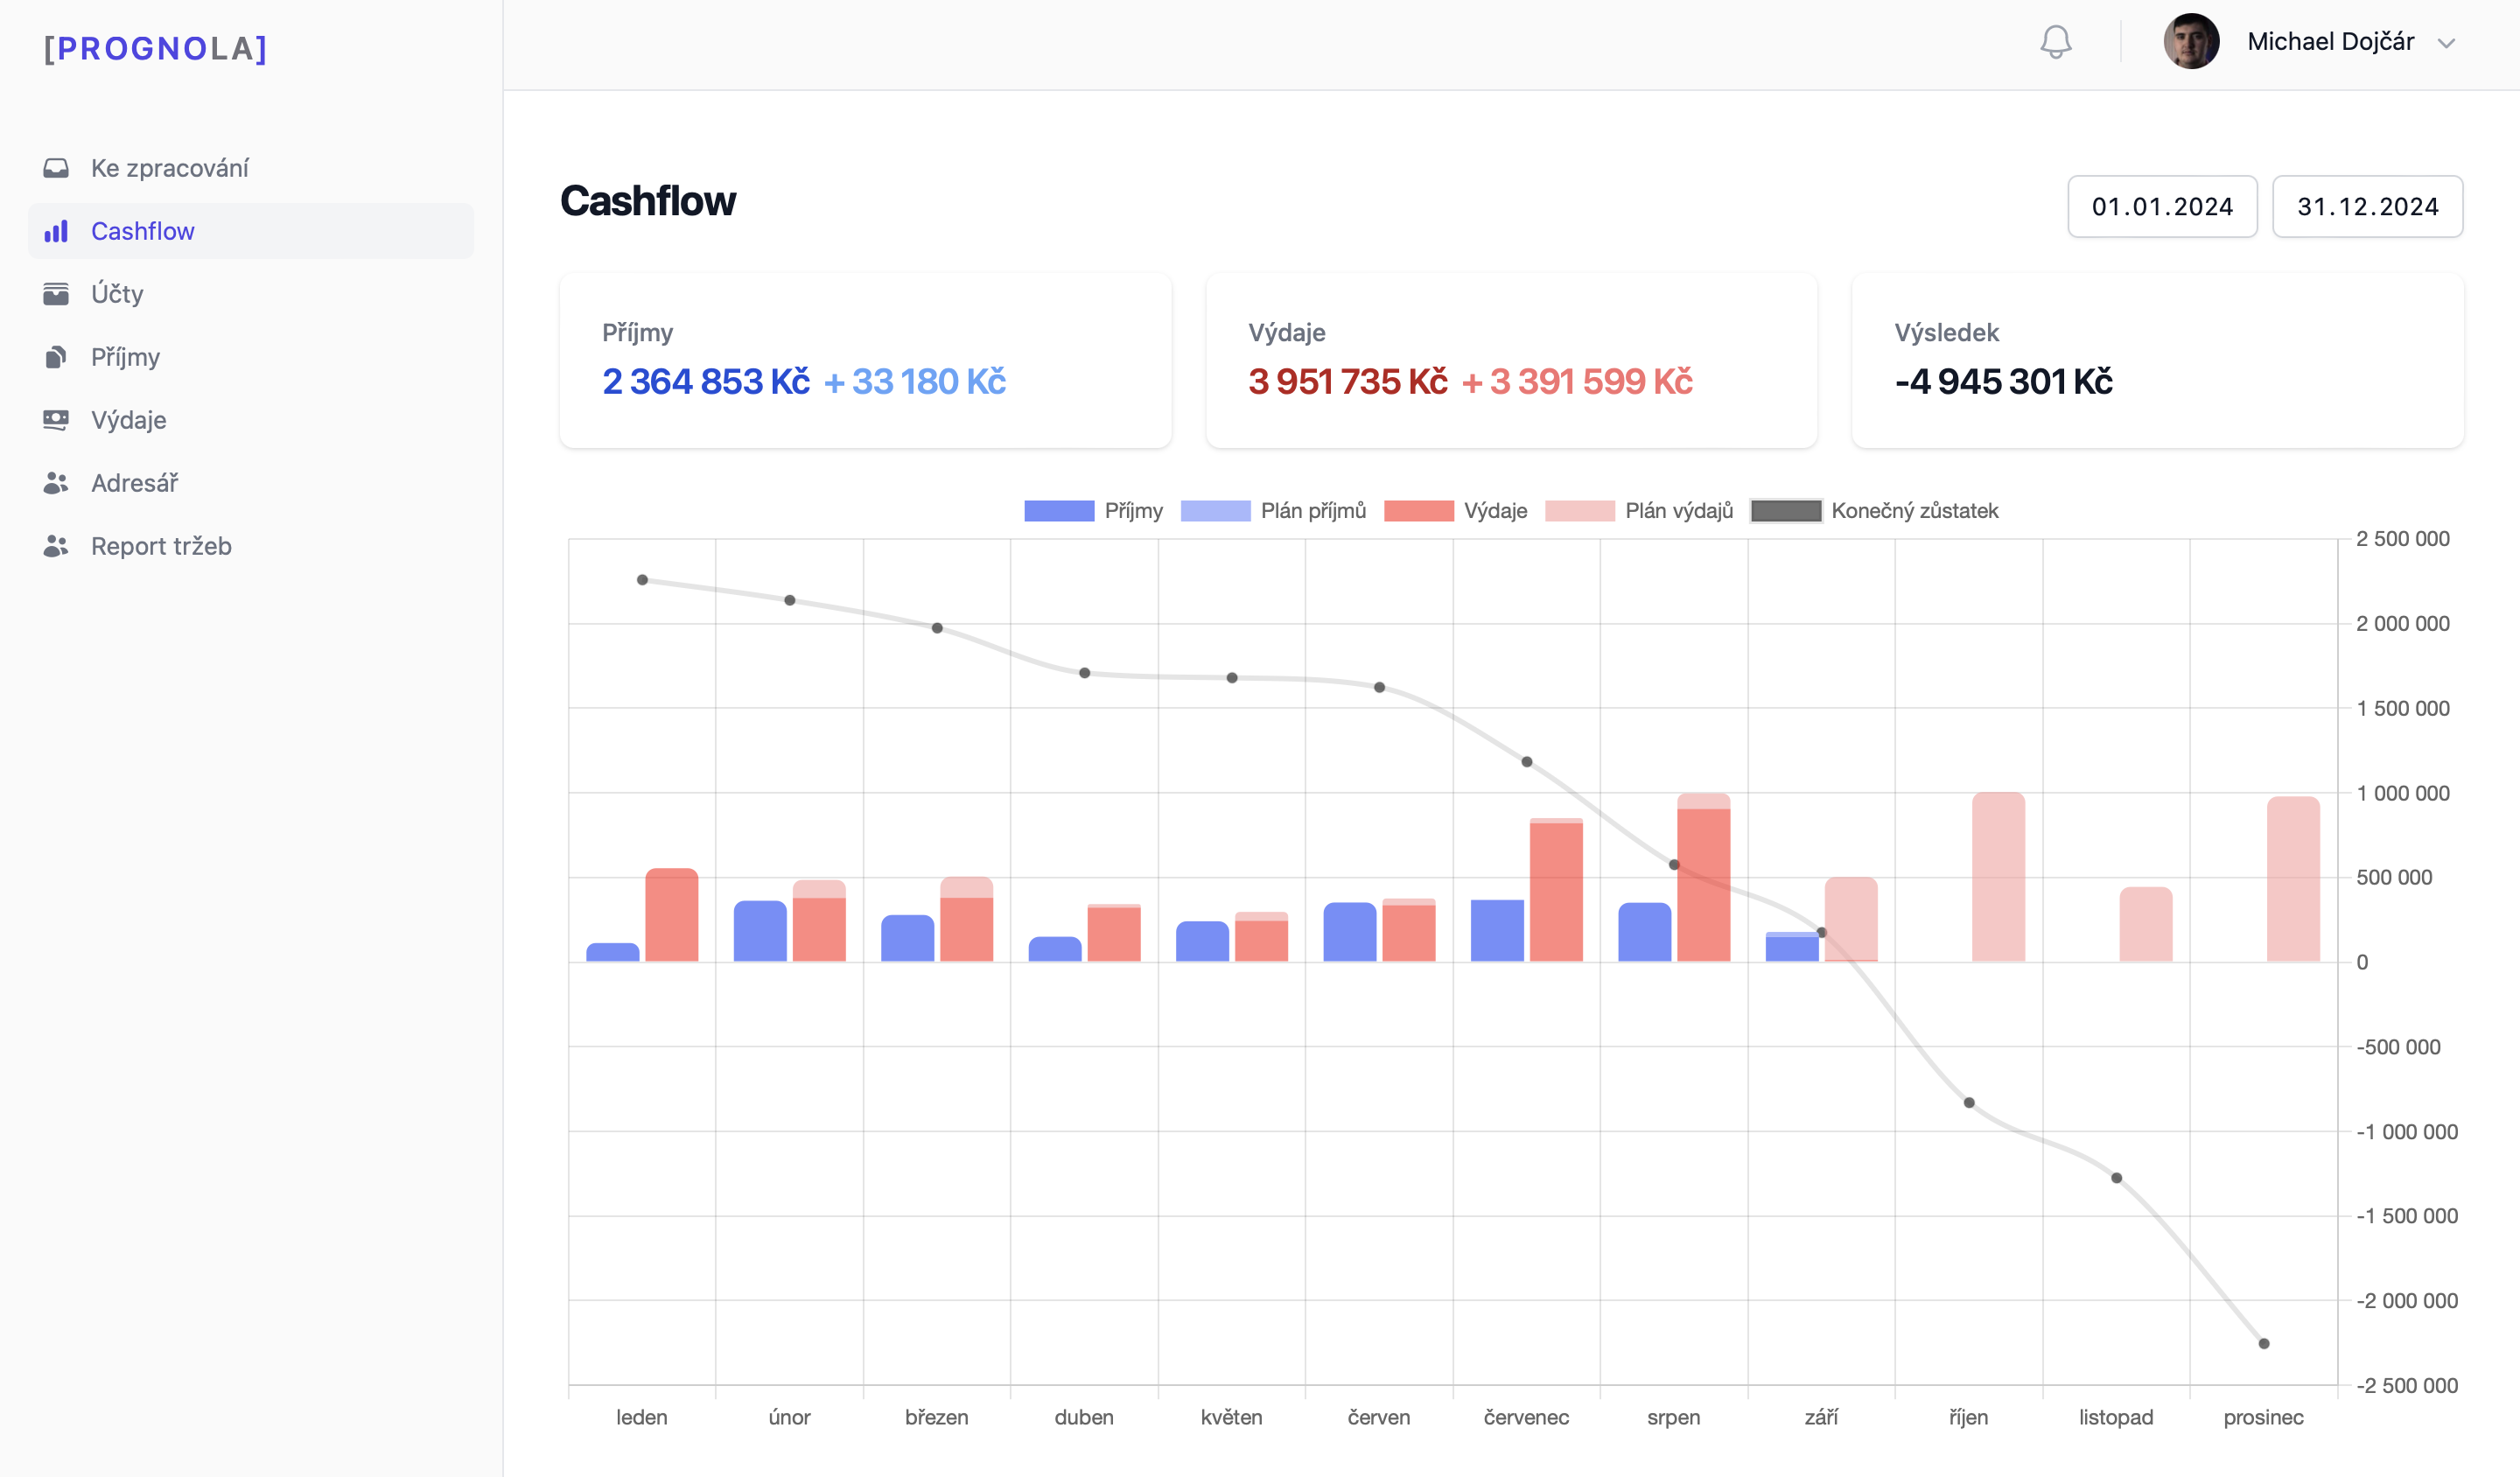 [PROGNOLA]
Michael Dojčár
Ke zpracování
Cashflow
Účty
Příjmy
Výdaje
Adresář
Report tržeb
Cashflow
01.01.2024 31.12.2024
Příjmy
2 364 853 Kč + 33 180 Kč
Výdaje
3 951 735 Kč + 3 391 599 Kč
Výsledek
-4 945 301 Kč
Příjmy Plán příjmů Výdaje Plán výdajů Konečný zůstatek
2 500 000
2 000 000
1 500 000
1 000 000
500 000
0
-500 000
-1 000 000
-1 500 000
-2 000 000
-2 500 000
leden únor březen duben květen červen červenec srpen září říjen listopad prosinec